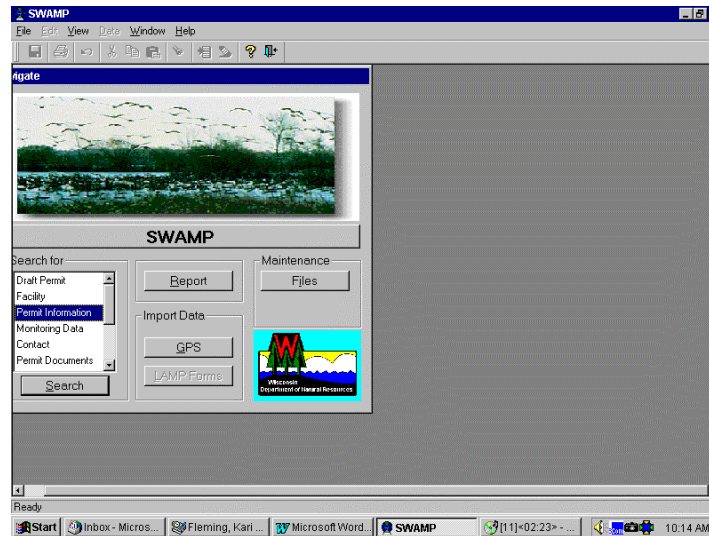 SWAMP
File Edit View Data Window Help
vigate
SWAMP
Search for
Draft Permit
Facility
Permit Information
Monitoring Data
Contact
Permit Documents
Search
Report
Import Data
GPS
LAMP Forms
Maintenance
Files
W
Wisconsin
Department of Natural Resources
Ready
Start Inbox - Micros... Fleming, Kari ... Microsoft Word... SWAMP [11]<02:23> - ... 10:14 AM